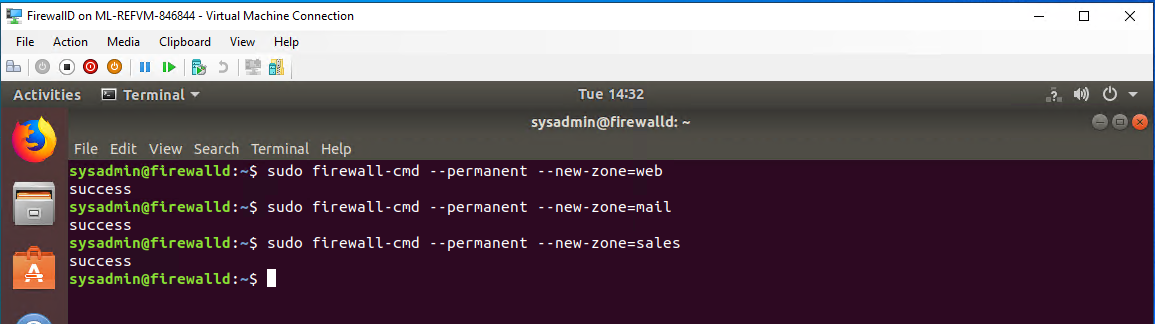 FirewallD on ML-REFVM-846844 - Virtual Machine Connection
File Action Media Clipboard View Help
Activities Terminal Tue 14:32
sysadmin@firewalld: ~
File Edit View Search Terminal Help
sysadmin@firewalld:~$ sudo firewall-cmd --permanent --new-zone=web
success
sysadmin@firewalld:~$ sudo firewall-cmd --permanent --new-zone=mail
success
sysadmin@firewalld:~$ sudo firewall-cmd --permanent --new-zone=sales
success
sysadmin@firewalld:~$